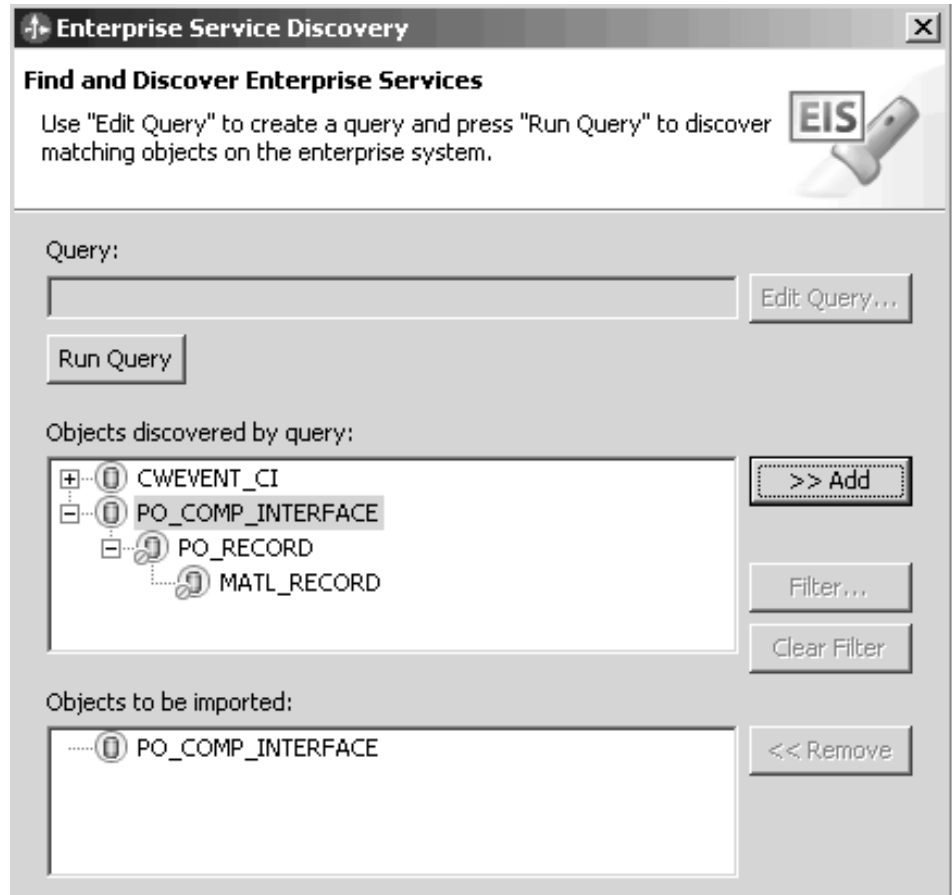 Enterprise Service Discovery
Find and Discover Enterprise Services
Use "Edit Query" to create a query and press "Run Query" to discover
matching objects on the enterprise system.
EIS
Query:
Edit Query...
Run Query
Objects discovered by query:
CWEVENT_CI
>> Add
PO_COMP_INTERFACE
PO_RECORD
MATL_RECORD
Filter...
Clear Filter
Objects to be imported:
PO_COMP_INTERFACE
<< Remove